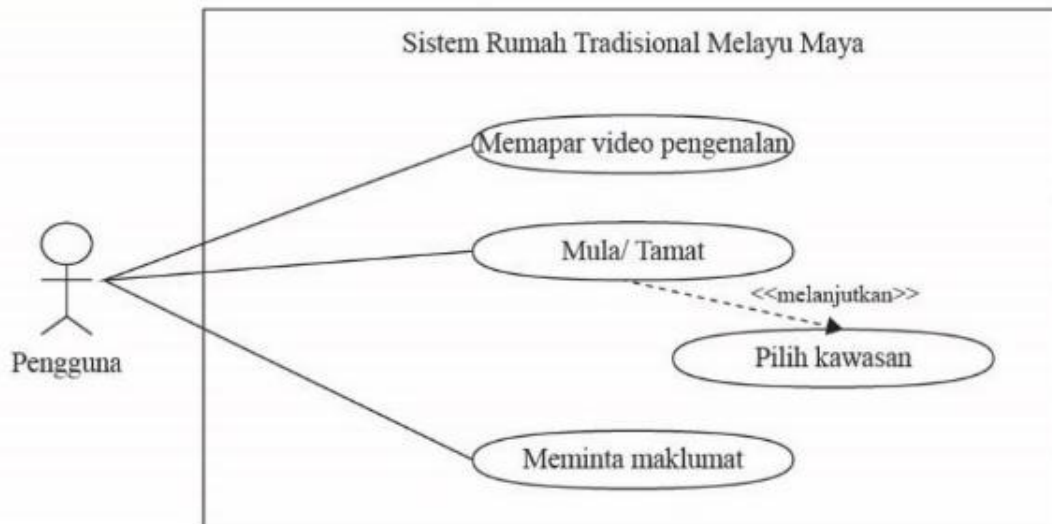 Sistem Rumah Tradisional Melayu Maya
Memapar video pengenalan
Mula/ Tamat
<<melanjutkan>>
Pilih kawasan
Pengguna
Meminta maklumat